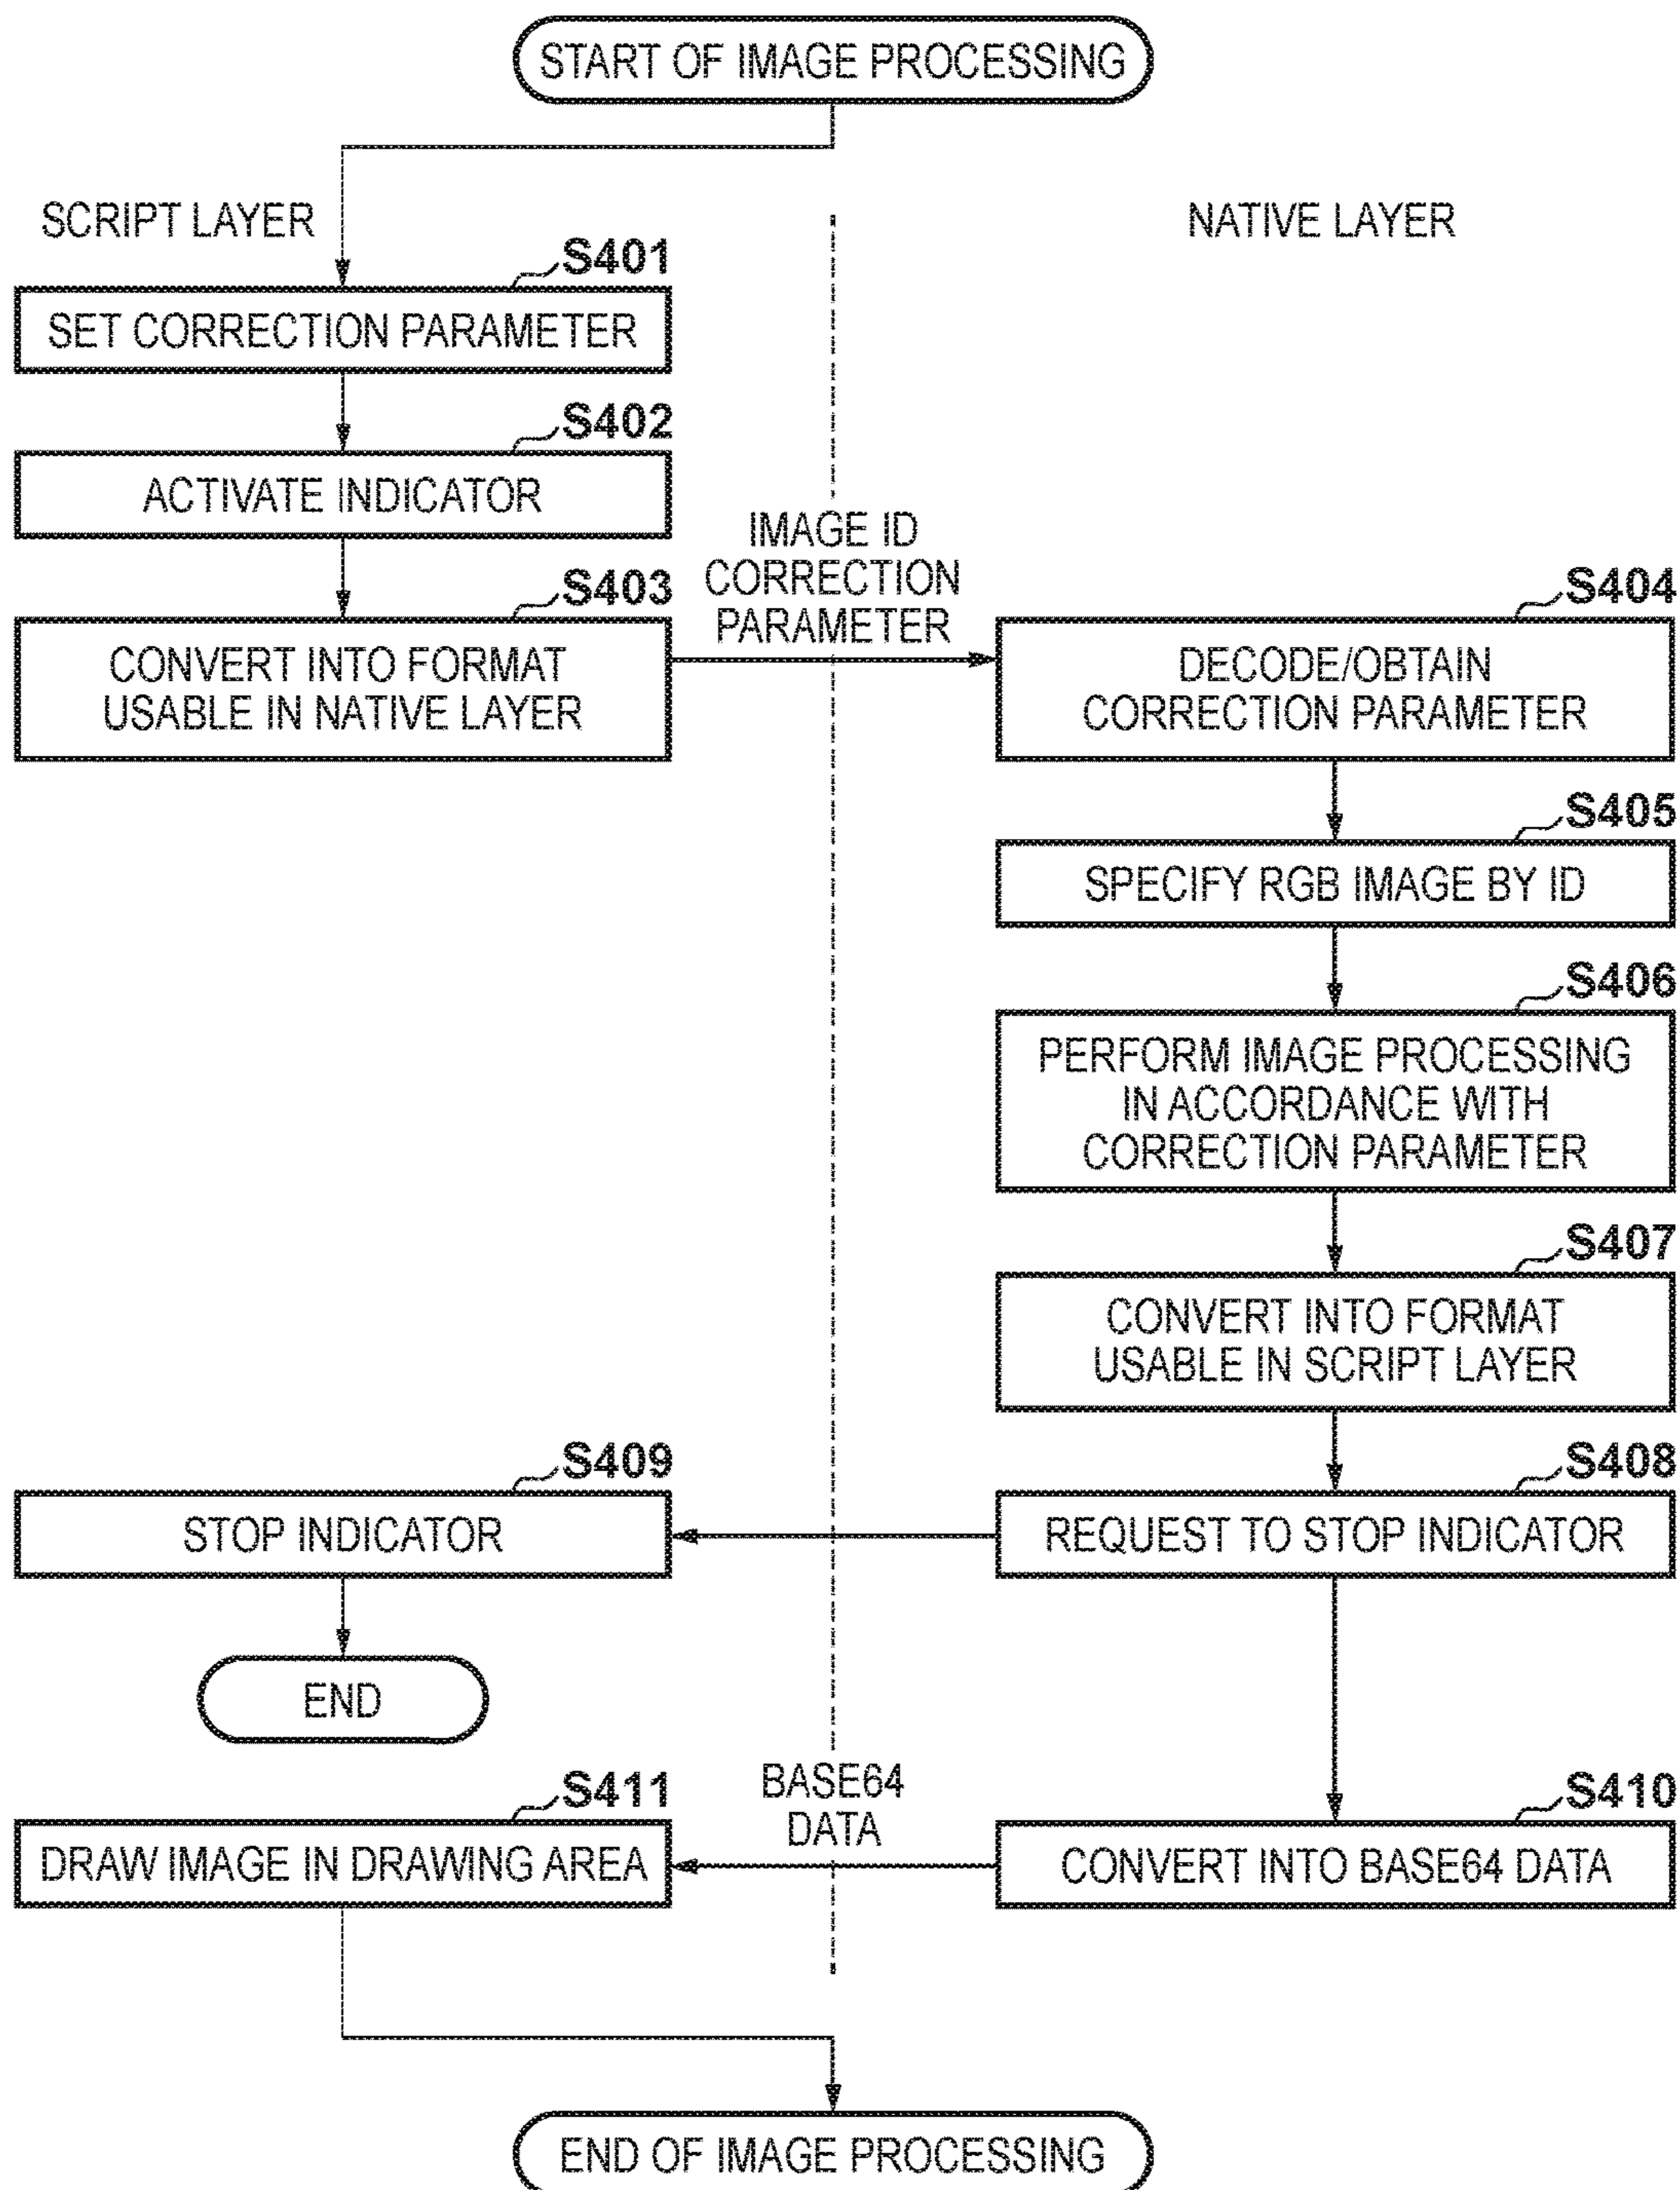 START OF IMAGE PROCESSING
SCRIPT LAYER
NATIVE LAYER
S401
SET CORRECTION PARAMETER
S402
ACTIVATE INDICATOR
S403
CONVERT INTO FORMAT
USABLE IN NATIVE LAYER
IMAGE ID
CORRECTION
PARAMETER
S404
DECODE/OBTAIN
CORRECTION PARAMETER
S405
SPECIFY RGB IMAGE BY ID
S406
PERFORM IMAGE PROCESSING
IN ACCORDANCE WITH
CORRECTION PARAMETER
S407
CONVERT INTO FORMAT
USABLE IN SCRIPT LAYER
S408
REQUEST TO STOP INDICATOR
S409
STOP INDICATOR
END
S410
CONVERT INTO BASE64 DATA
BASE64
DATA
S411
DRAW IMAGE IN DRAWING AREA
END OF IMAGE PROCESSING